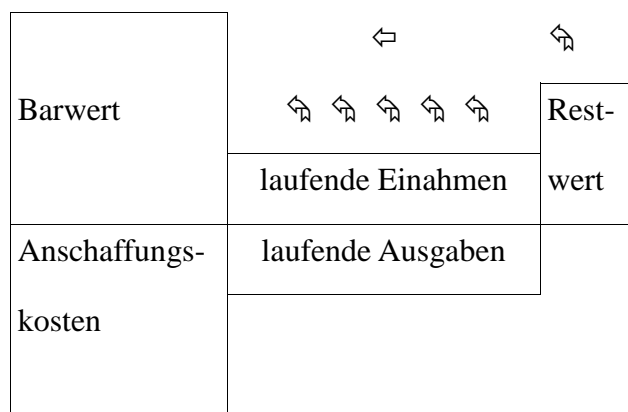 Barwert
Rest-
laufende Einahmen
wert
Anschaffungs-
laufende Ausgaben
kosten